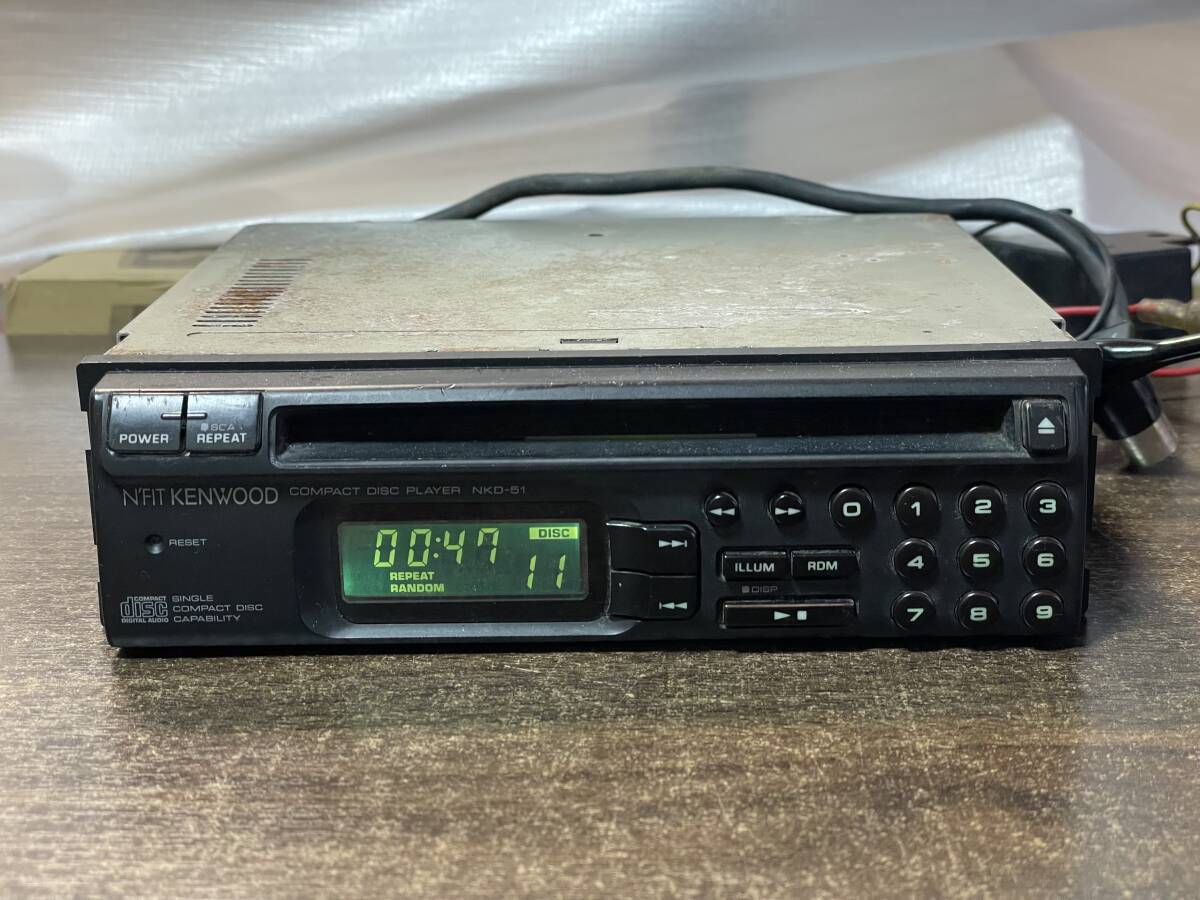 POWER
SCA
REPEAT
N'FIT KENWOOD COMPACT DISC PLAYER NKD-51
RESET
00:47
DISC
11
REPEAT
RANDOM
COMPACT
disc
DIGITAL AUDIO
SINGLE
COMPACT DISC
CAPABILITY
ILLUM
RDM
DISP
0 1 2 3
4 5 6
7 8 9